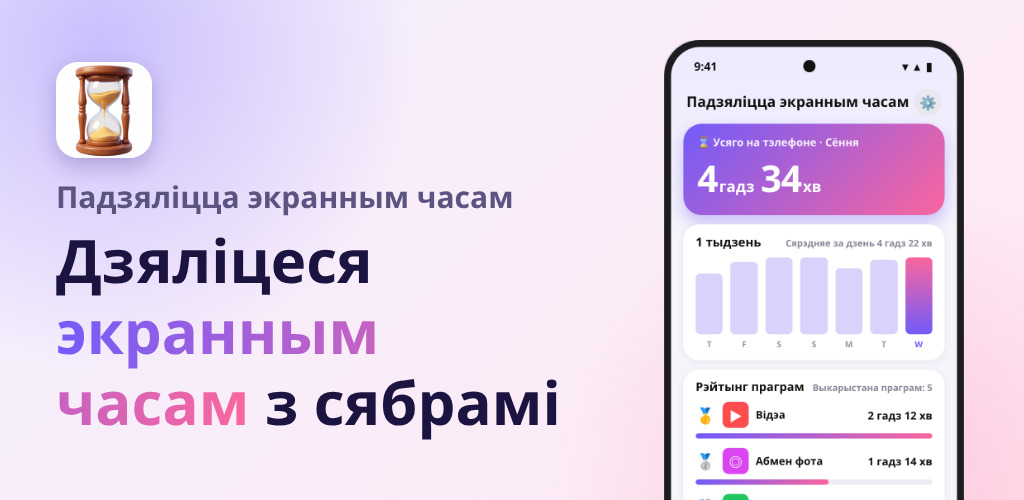 Падзяліцца экранным часам
Дзяліцеся
экранным
часам з сябрамі
9:41
Падзяліцца экранным часам
Усяго на тэлефоне · Сёння
4гадз 34хв
1 тыдзень
Сярэдняе за дзень 4 гадз 22 хв
T F S S M T W
Рэйтынг праграм
Выкарыстана праграм: 5
Відэа
2 гадз 12 хв
Абмен фота
1 гадз 14 хв